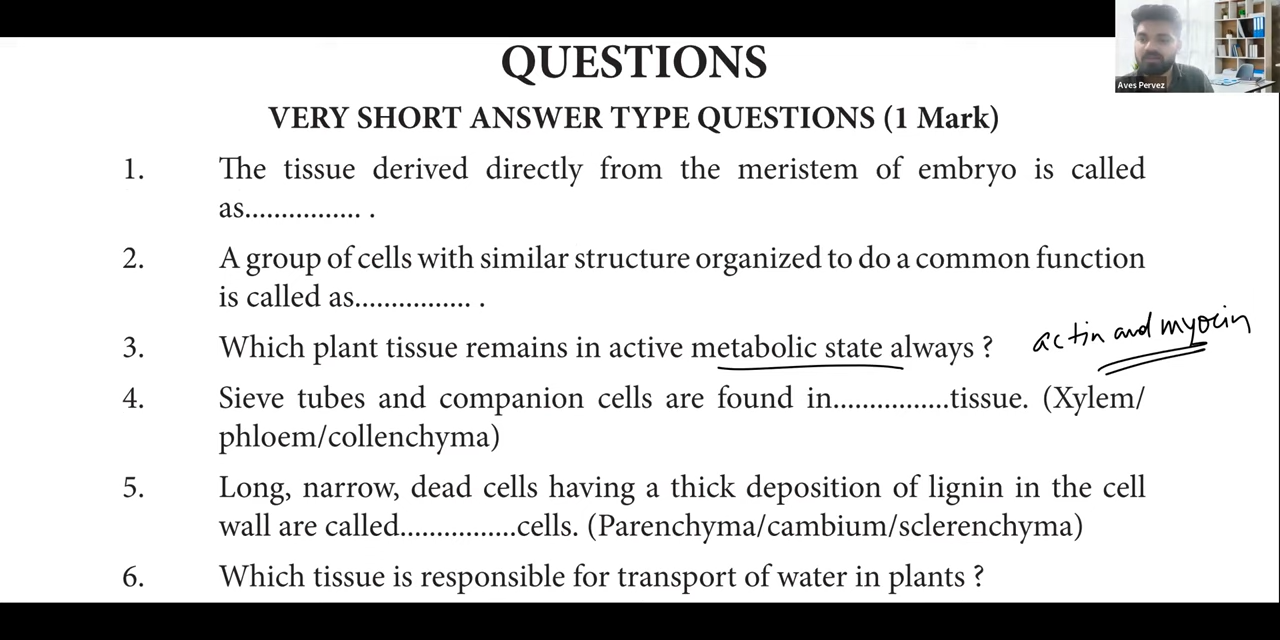 QUESTIONS
Aves Pervez
VERY SHORT ANSWER TYPE QUESTIONS (1 Mark)
1. The tissue derived directly from the meristem of embryo is called
as................ .
2. A group of cells with similar structure organized to do a common function
is called as................ .
3. Which plant tissue remains in active metabolic state always ? actin and myocin
4. Sieve tubes and companion cells are found in................tissue. (Xylem/
phloem/collenchyma)
5. Long, narrow, dead cells having a thick deposition of lignin in the cell
wall are called................cells. (Parenchyma/cambium/sclerenchyma)
6. Which tissue is responsible for transport of water in plants ?